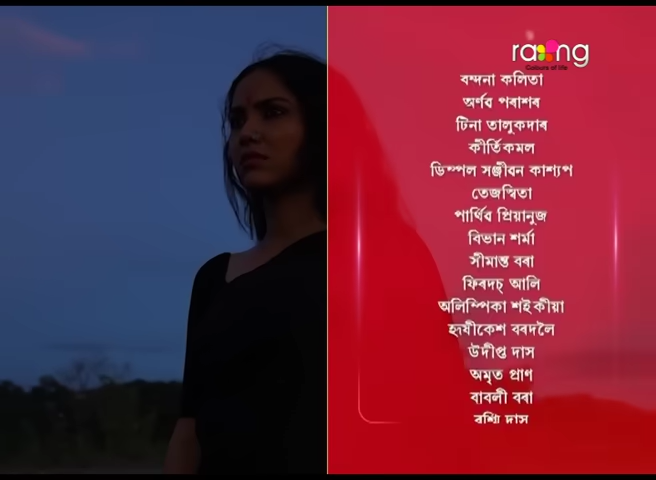 rang
Colours of life
বন্দনা কলিতা
অৰ্ণৱ পৰাশৰ
টিনা তালুকদাৰ
কীৰ্তিকমল
ডিম্পল সঞ্জীৱন কাশ্যপ
তেজস্বিতা
পাৰ্থিৱ প্ৰিয়ানুজ
বিভান শৰ্মা
সীমান্ত বৰা
ফিৰদচ্ আলি
অলিম্পিকা শইকীয়া
হৃষীকেশ বৰদলৈ
উদীপ্ত দাস
অমৃত প্ৰাণ
বাবলী বৰা
ৰশ্মি দাস